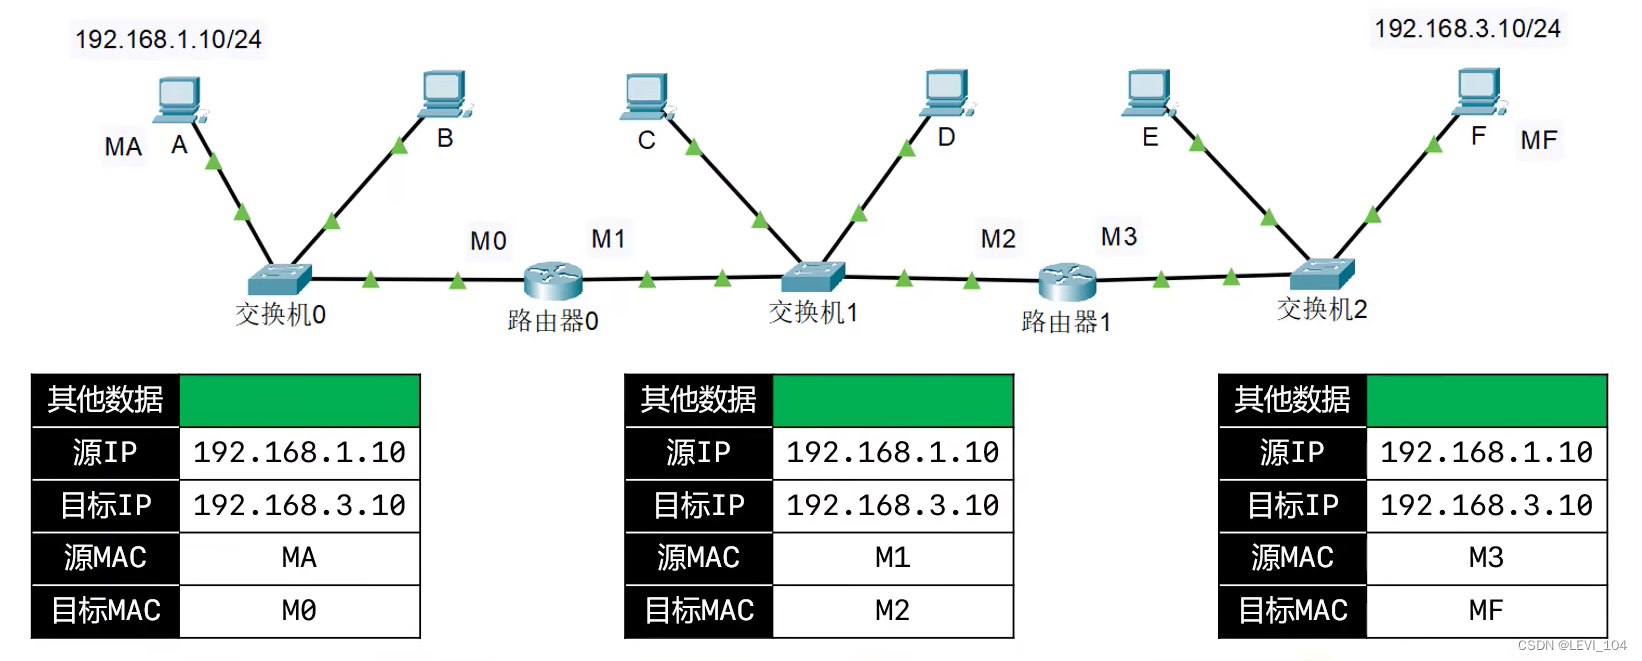 192.168.1.10/24
192.168.3.10/24
MA A B C D E F MF
M0 M1 M2 M3
交换机0 路由器0 交换机1 路由器1 交换机2
其他数据
源IP 192.168.1.10
目标IP 192.168.3.10
源MAC MA
目标MAC M0
其他数据
源IP 192.168.1.10
目标IP 192.168.3.10
源MAC M1
目标MAC M2
其他数据
源IP 192.168.1.10
目标IP 192.168.3.10
源MAC M3
目标MAC MF
CSDN @LEVI_104